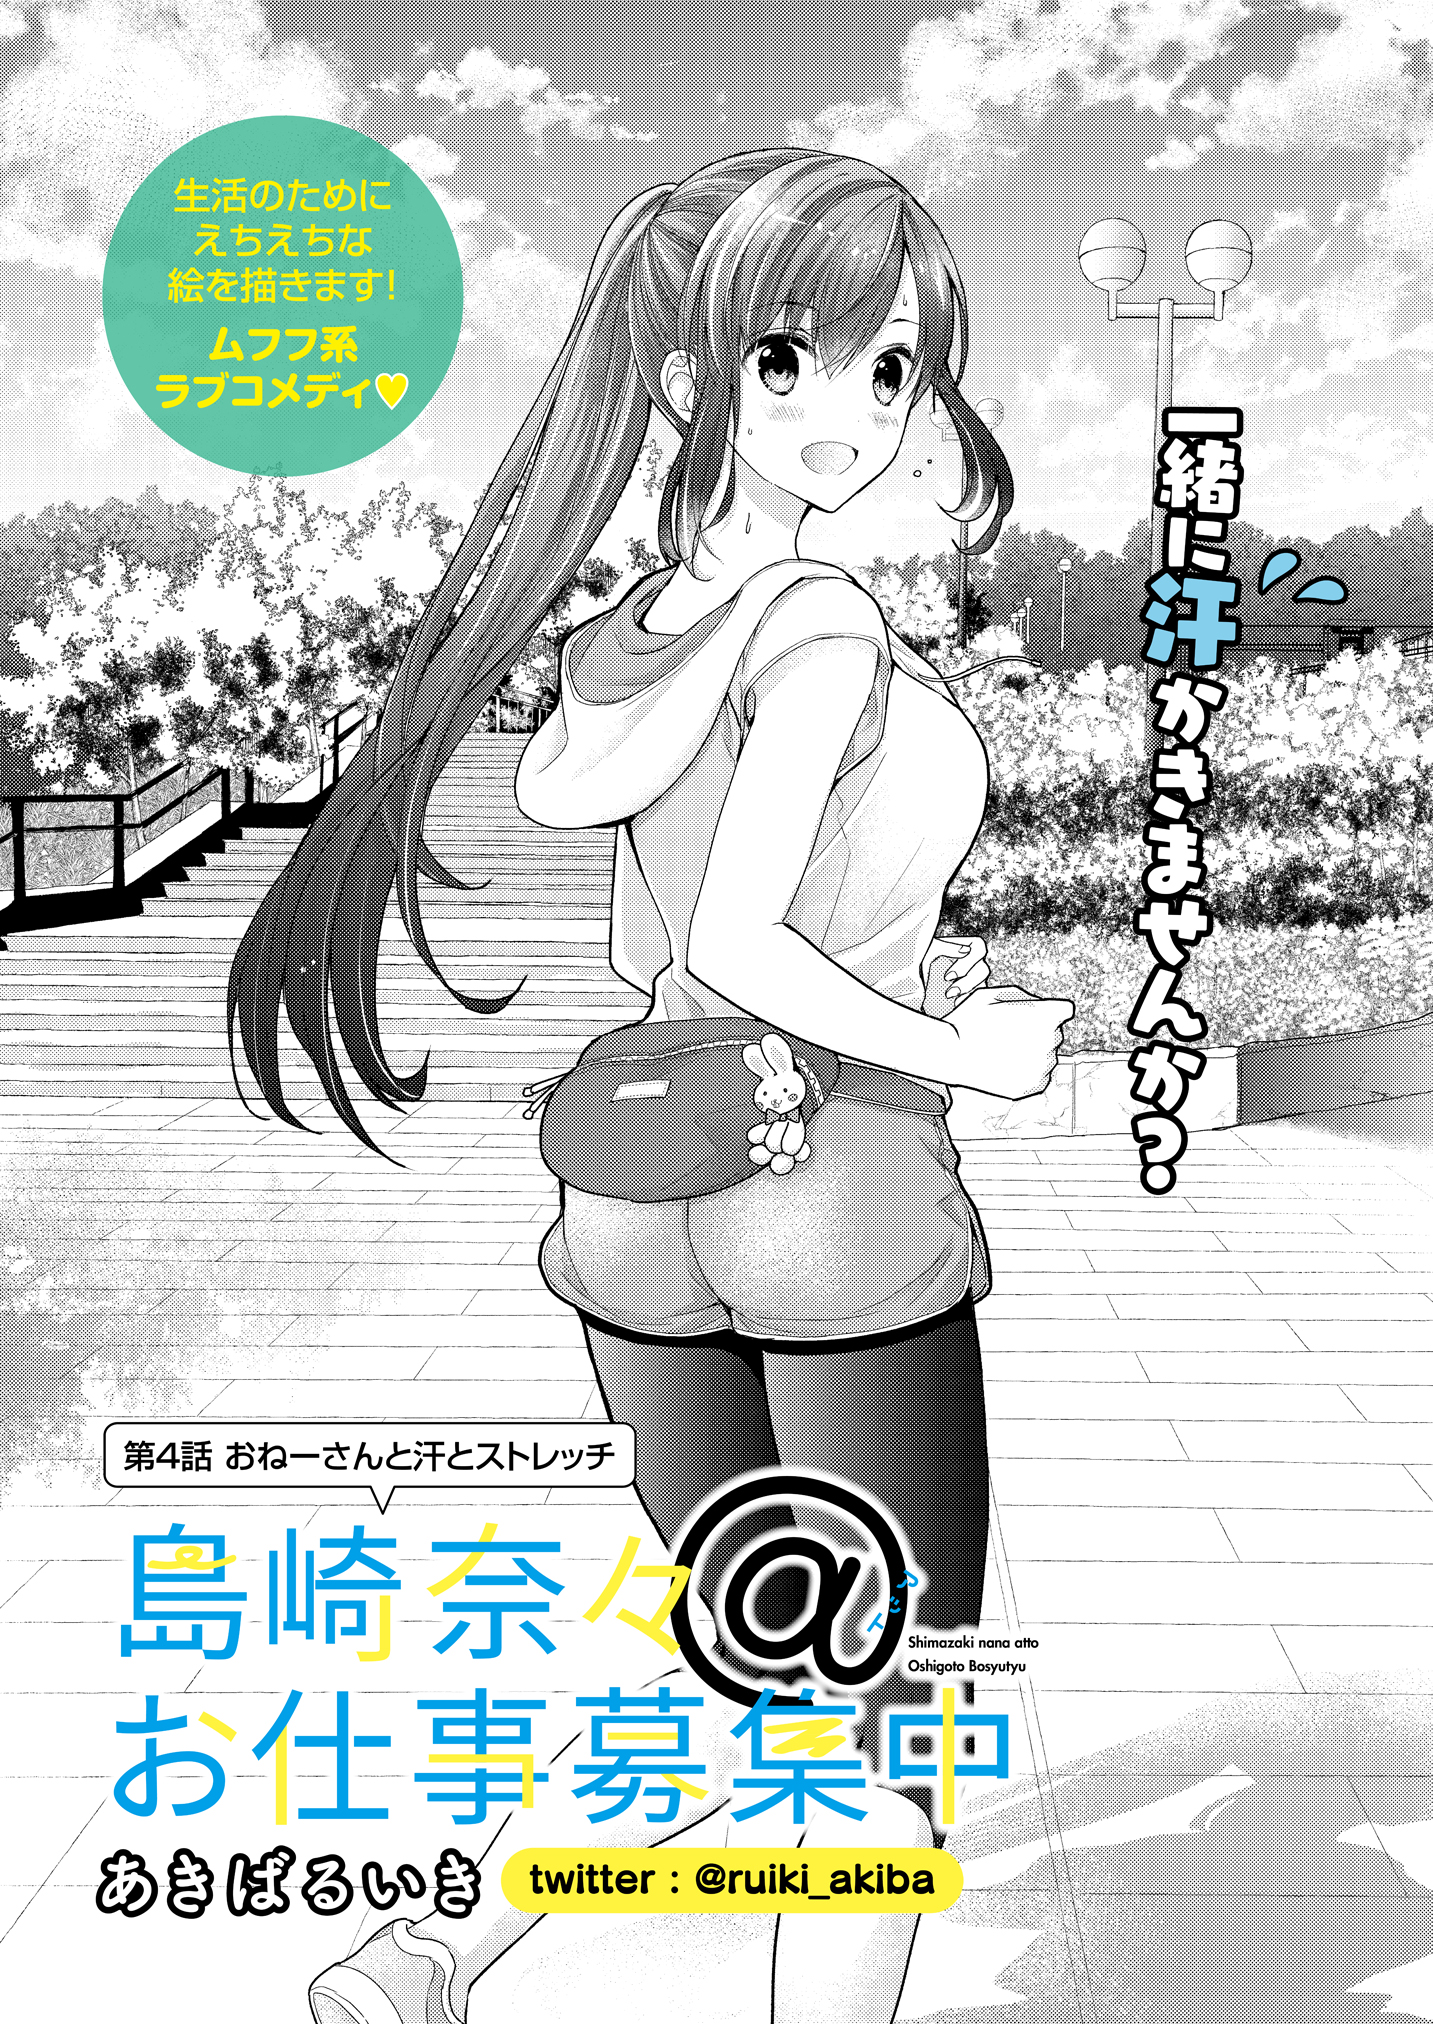 生活のために
えちえちな
絵を描きます!
ムフフ系
ラブコメディ♥
一緒に汗かきませんか?
第4話 おねーさんと汗とストレッチ
島崎奈々@
アット
Shimazaki nana atto
Oshigoto Bosyutyu
お仕事募集中
あきばるいき
twitter : @ruiki_akiba